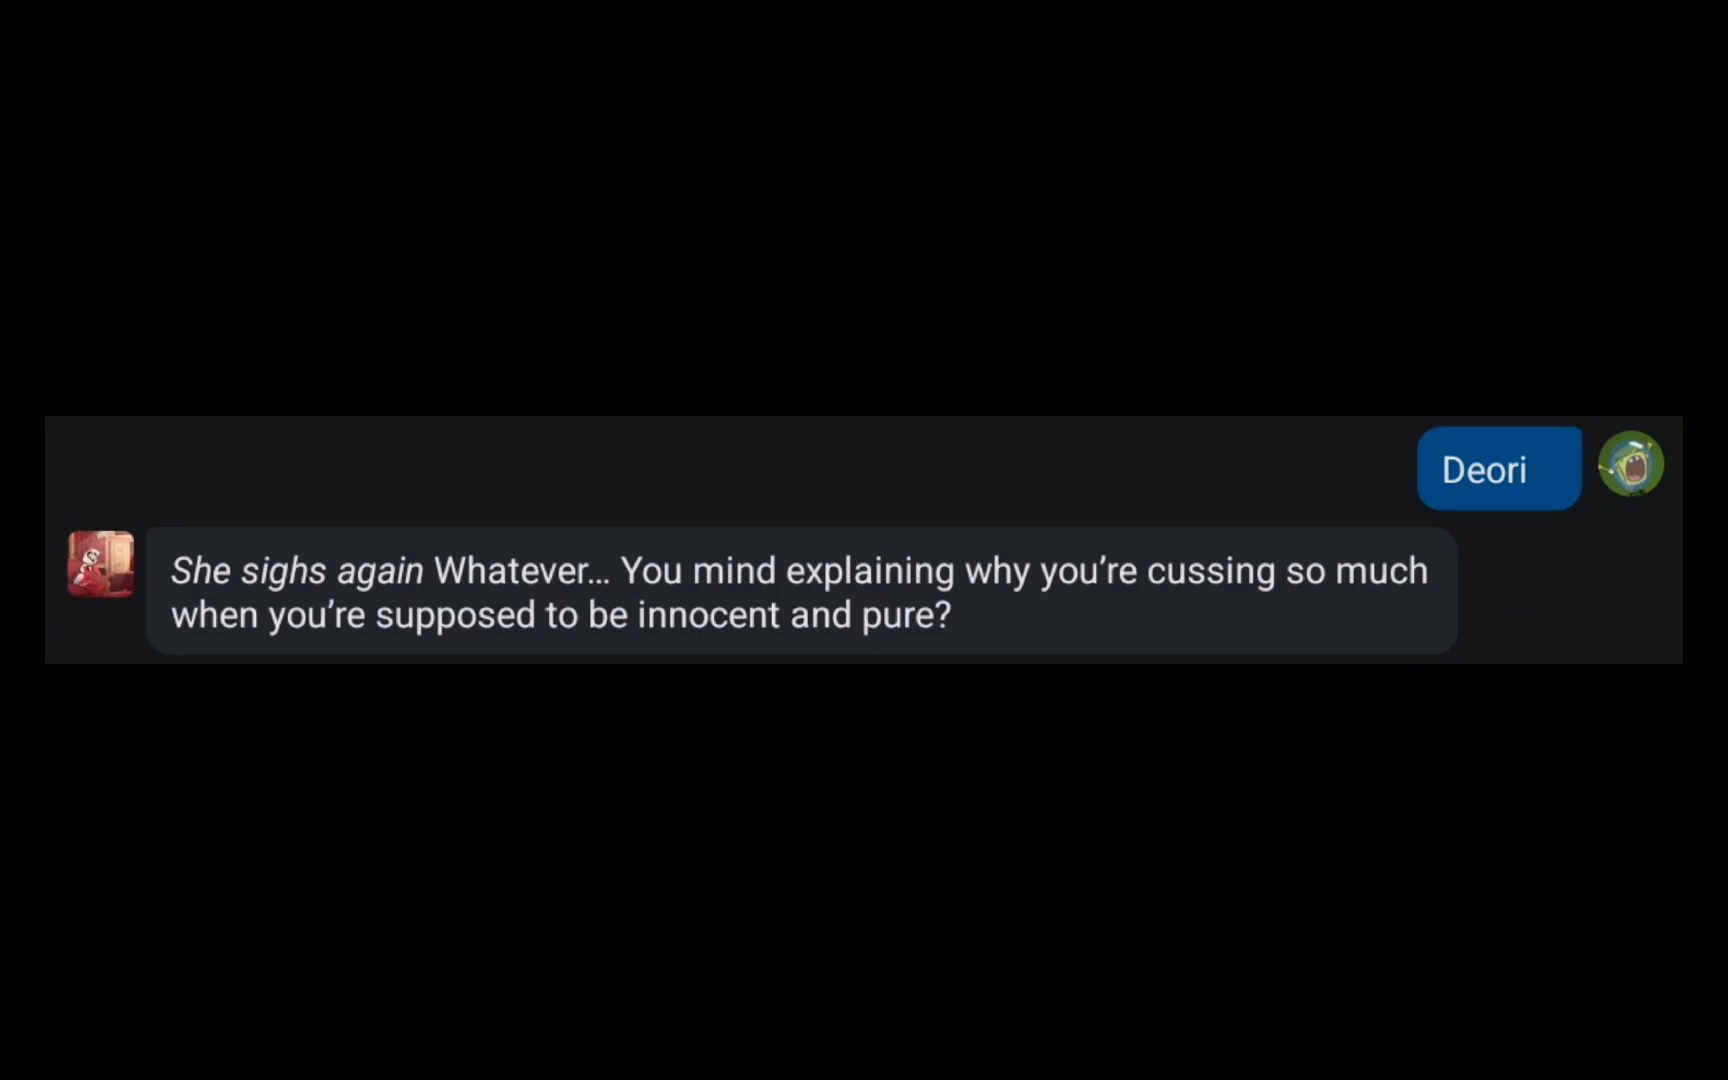 Deori
She sighs again Whatever... You mind explaining why you’re cussing so much
when you’re supposed to be innocent and pure?